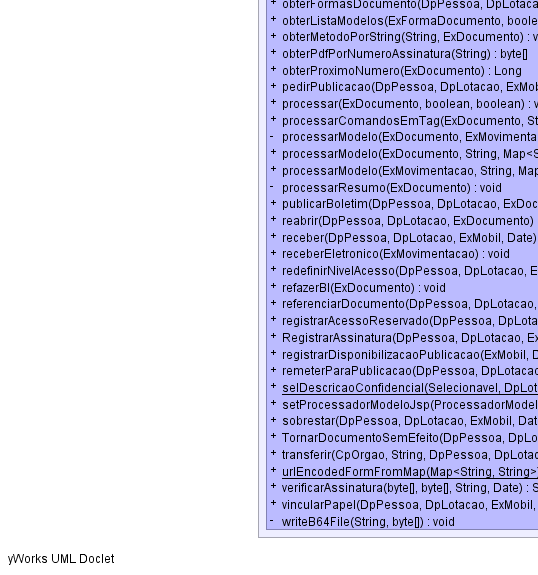 + obterFormasDocumento(DpPessoa, DpLotaca
+ obterListaModelos(ExFormaDocumento, boole
+ obterMetodoPorString(String, ExDocumento) : v
+ obterPdfPorNumeroAssinatura(String) : byte[]
+ obterProximoNumero(ExDocumento) : Long
+ pedirPublicacao(DpPessoa, DpLotacao, ExMob
+ processar(ExDocumento, boolean, boolean) : v
+ processarComandosEmTag(ExDocumento, St
- processarModelo(ExDocumento, ExMovimenta
+ processarModelo(ExDocumento, String, Map<S
+ processarModelo(ExMovimentacao, String, Map
- processarResumo(ExDocumento) : void
+ publicarBoletim(DpPessoa, DpLotacao, ExDoc
+ reabrir(DpPessoa, DpLotacao, ExDocumento)
+ receber(DpPessoa, DpLotacao, ExMobil, Date)
+ receberEletronico(ExMovimentacao) : void
+ redefinirNivelAcesso(DpPessoa, DpLotacao, E
+ refazerBI(ExDocumento) : void
+ referenciarDocumento(DpPessoa, DpLotacao,
+ registrarAcessoReservado(DpPessoa, DpLota
+ RegistrarAssinatura(DpPessoa, DpLotacao, Ex
+ registrarDisponibilizacaoPublicacao(ExMobil, D
+ remeterParaPublicacao(DpPessoa, DpLotacao
+ selDescricaoConfidencial(Selecionavel, DpLot
+ setProcessadorModeloJsp(ProcessadorModel
+ sobrestar(DpPessoa, DpLotacao, ExMobil, Dat
+ TornarDocumentoSemEfeito(DpPessoa, DpLo
+ transferir(CpOrgao, String, DpPessoa, DpLotac
+ urlEncodedFormFromMap(Map<String, String>
+ verificarAssinatura(byte[], byte[], String, Date) : S
+ vincularPapel(DpPessoa, DpLotacao, ExMobil,
- writeB64File(String, byte[]) : void
yWorks UML Doclet